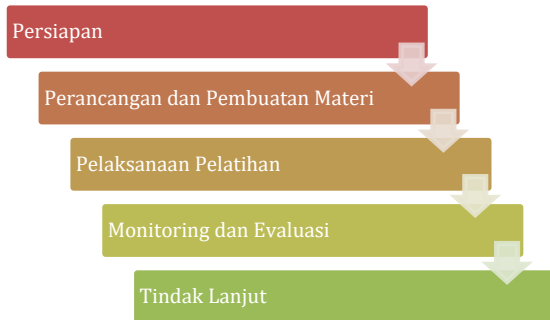 Persiapan
Perancangan dan Pembuatan Materi
Pelaksanaan Pelatihan
Monitoring dan Evaluasi
Tindak Lanjut